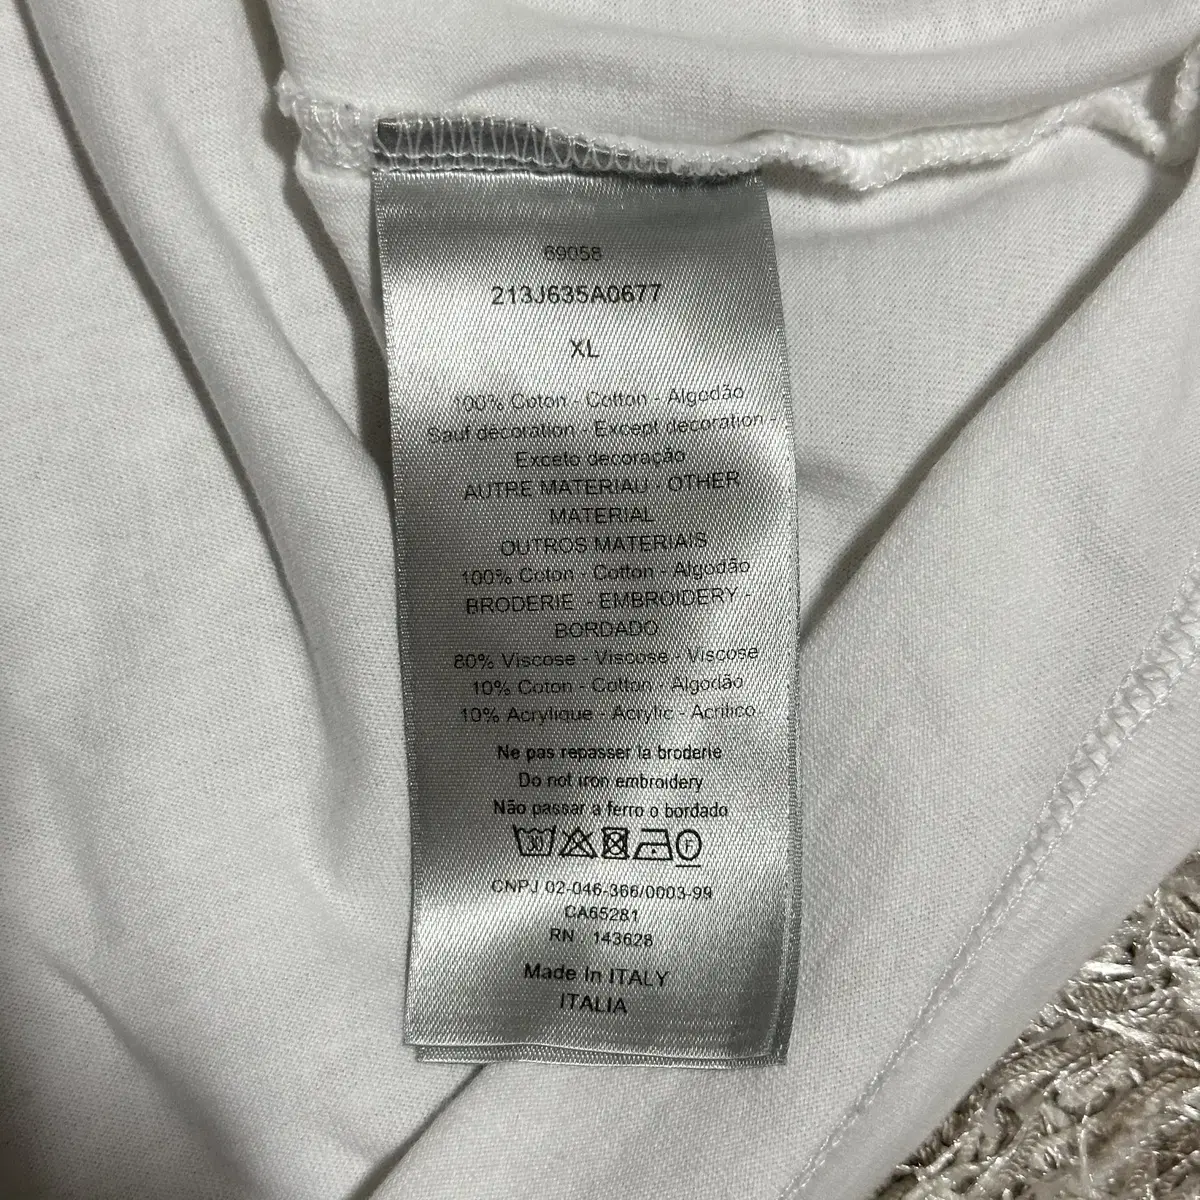 69058
213J635A0677
XL
100% Coton - Cotton - Algodão
Sauf décoration - Except decoration -
Exceto decoração
AUTRE MATERIAU - OTHER
MATERIAL
OUTROS MATERIAIS
100% Coton - Cotton - Algodão
BRODERIE - EMBROIDERY -
BORDADO
80% Viscose - Viscose - Viscose
10% Coton - Cotton - Algodão
10% Acrylique - Acrylic - Acrílico
Ne pas repasser la broderie
Do not iron embroidery
Não passar a ferro o bordado
30 F
CNPJ 02-046-366/0003-99
CA65281
RN : 143628
Made In ITALY
ITALIA